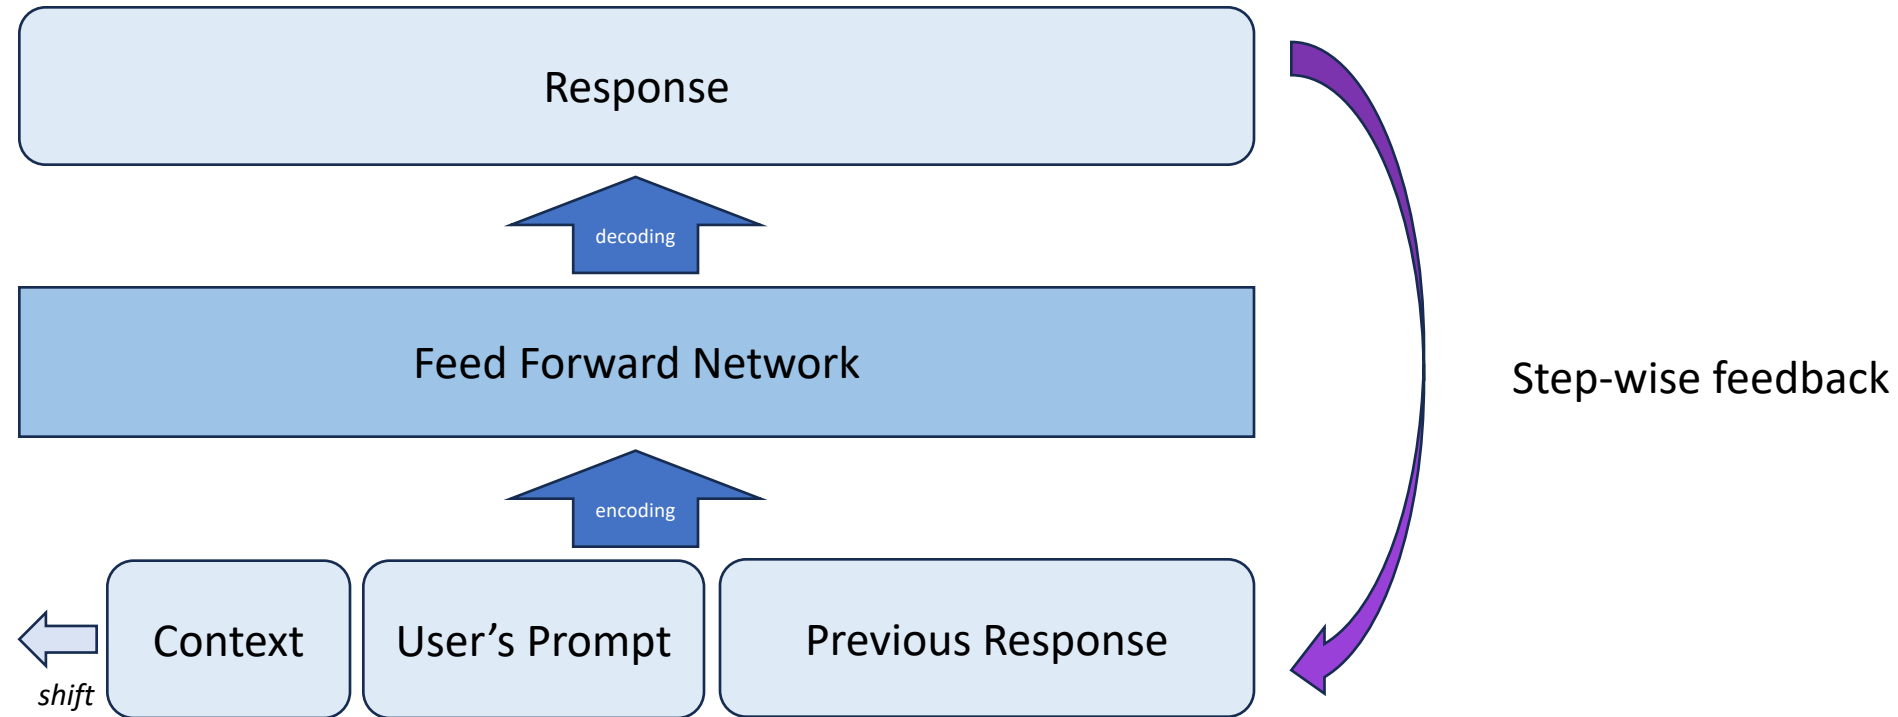 Response
decoding
Feed Forward Network
Step-wise feedback
encoding
Context
User’s Prompt
Previous Response
shift